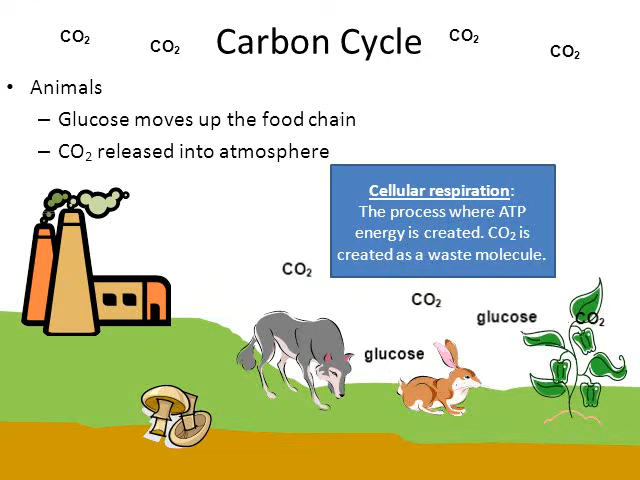 CO₂
CO₂
Carbon Cycle
CO₂
CO₂
• Animals
– Glucose moves up the food chain
– CO₂ released into atmosphere
Cellular respiration:
The process where ATP
energy is created. CO₂ is
created as a waste molecule.
CO₂
CO₂
glucose
CO₂
glucose